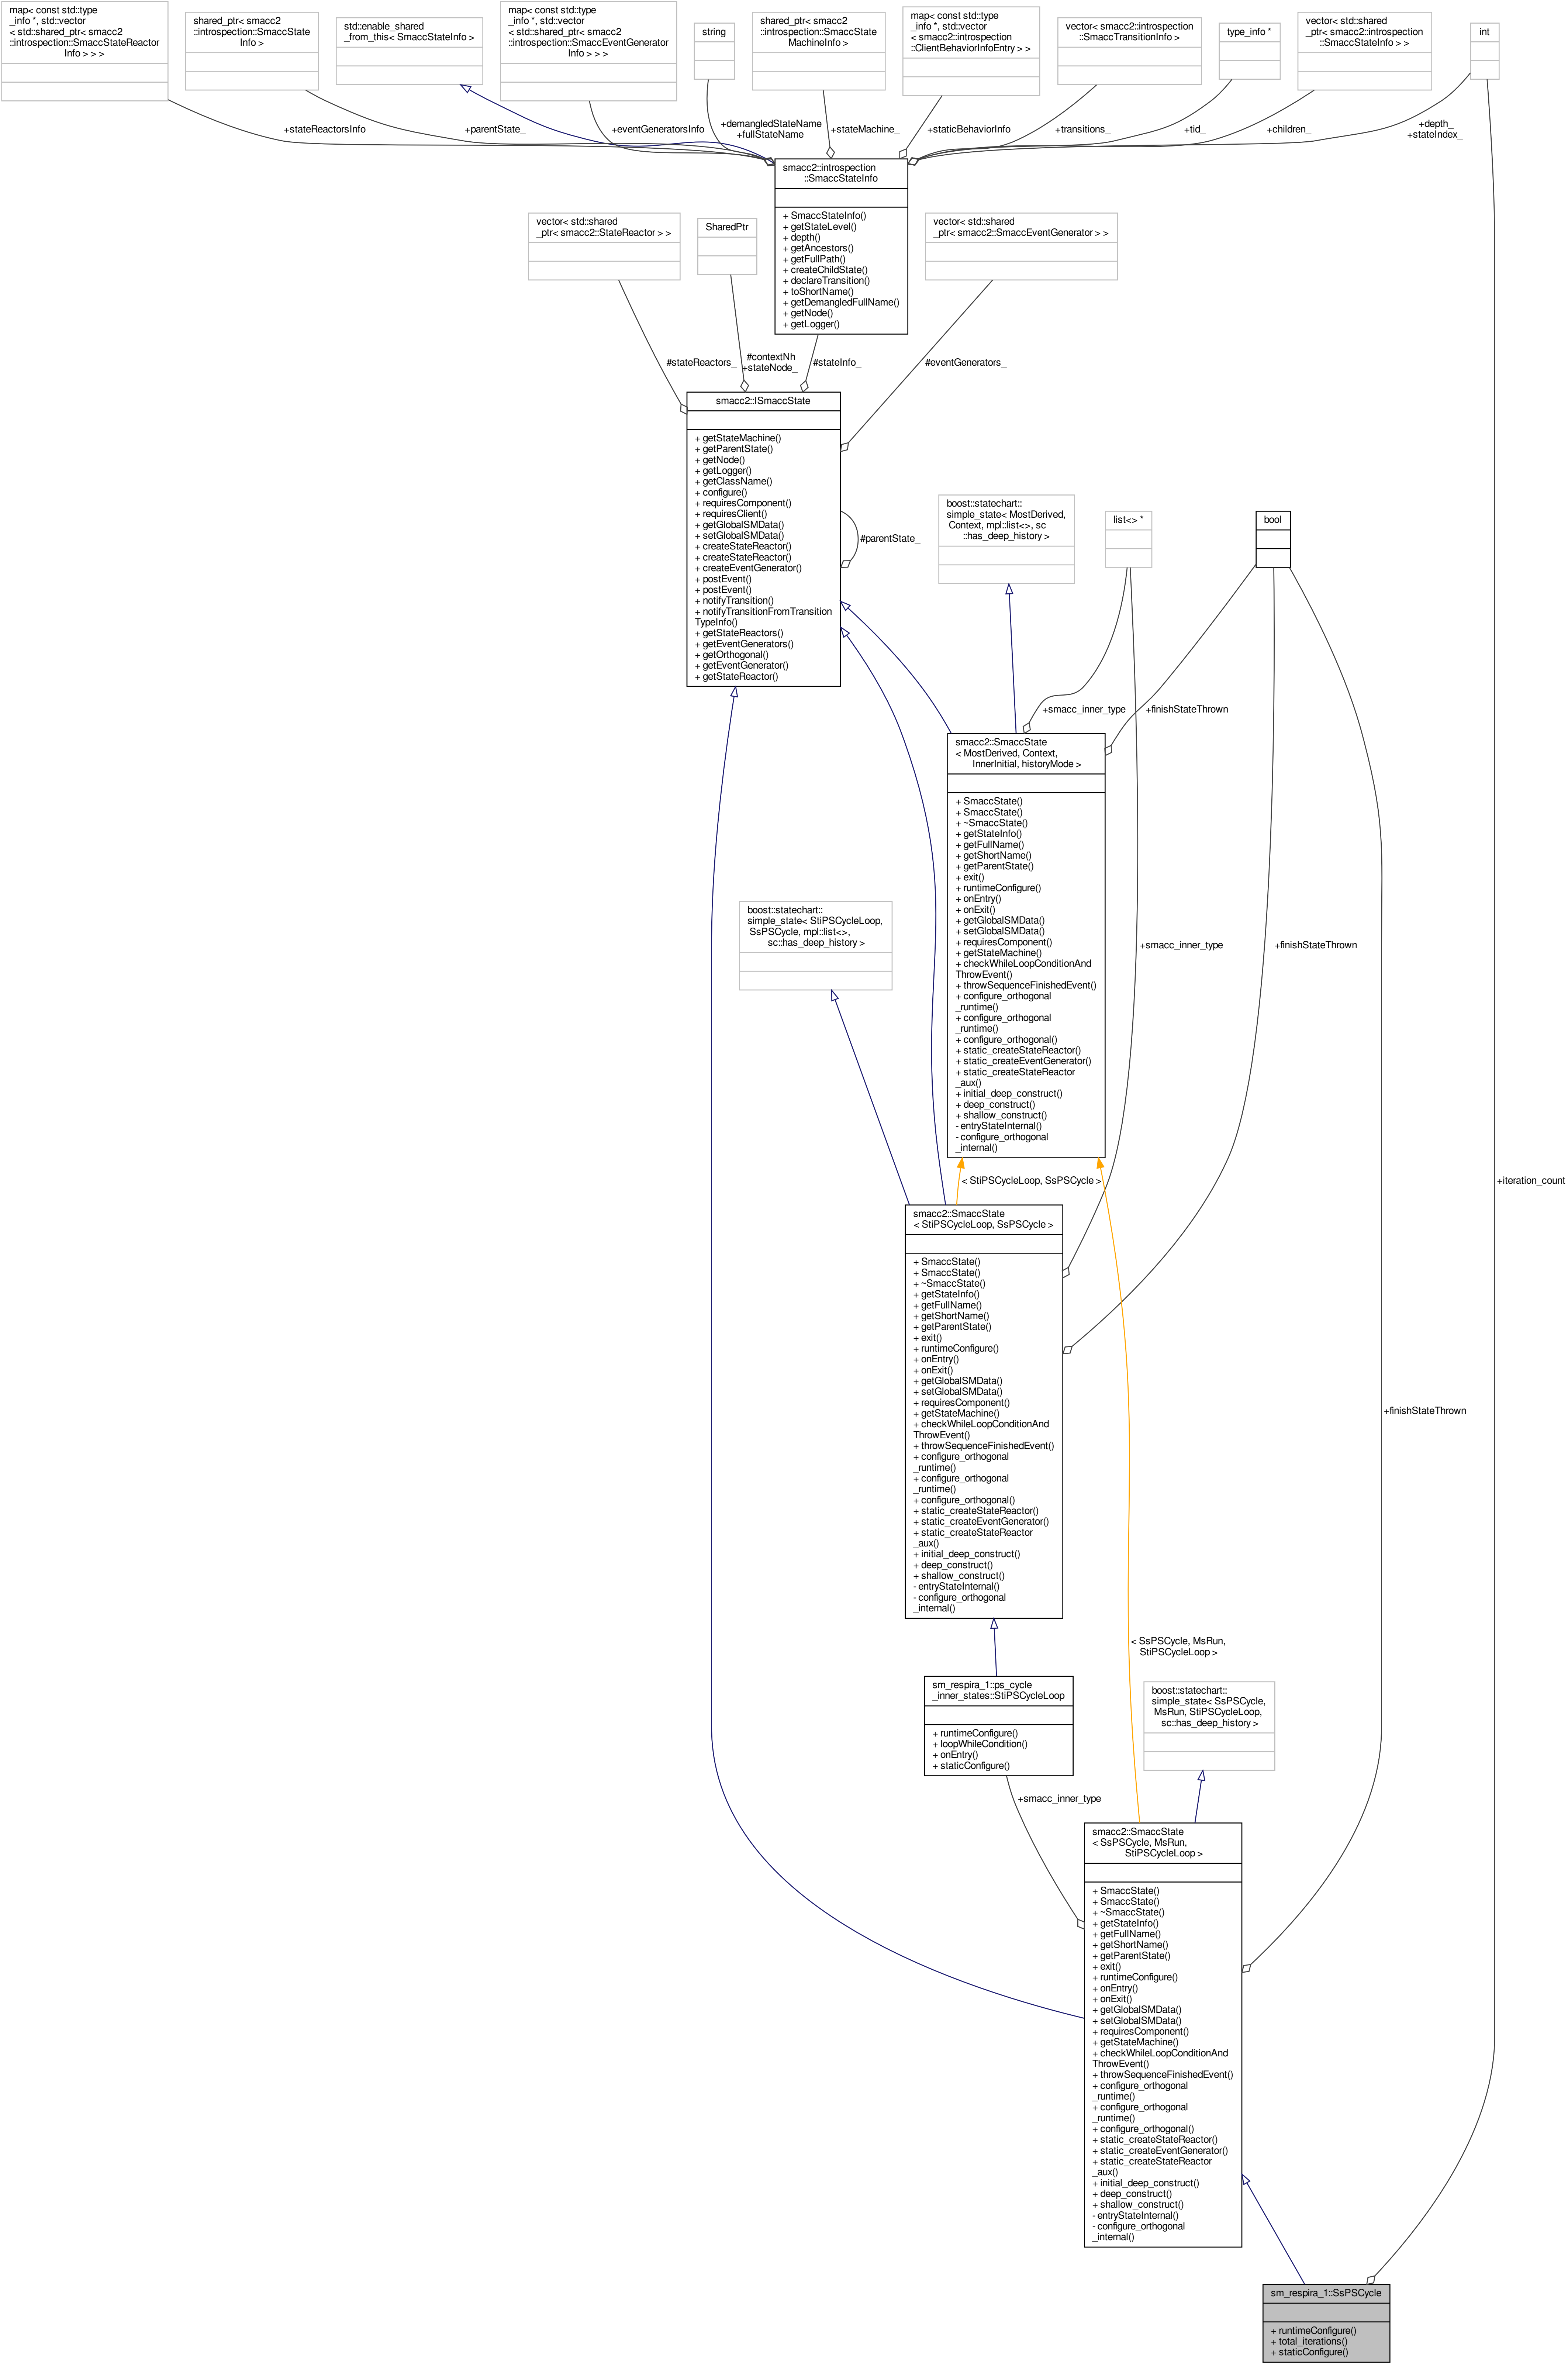 map< const std::type
_info *, std::vector
< std::shared_ptr< smacc2
::introspection::SmaccStateReactor
Info > > >
shared_ptr< smacc2
::introspection::SmaccState
Info >
std::enable_shared
_from_this< SmaccStateInfo >
map< const std::type
_info *, std::vector
< std::shared_ptr< smacc2
::introspection::SmaccEventGenerator
Info > > >
string
shared_ptr< smacc2
::introspection::SmaccState
MachineInfo >
map< const std::type
_info *, std::vector
< smacc2::introspection
::ClientBehaviorInfoEntry > >
vector< smacc2::introspection
::SmaccTransitionInfo >
type_info *
vector< std::shared
_ptr< smacc2::introspection
::SmaccStateInfo > >
int
+stateReactorsInfo
+parentState_
+eventGeneratorsInfo
+demangledStateName
+fullStateName
+stateMachine_
+staticBehaviorInfo
+transitions_
+tid_
+children_
+depth_
+stateIndex_
smacc2::introspection
::SmaccStateInfo
+ SmaccStateInfo()
+ getStateLevel()
+ depth()
+ getAncestors()
+ getFullPath()
+ createChildState()
+ declareTransition()
+ toShortName()
+ getDemangledFullName()
+ getNode()
+ getLogger()
vector< std::shared
_ptr< smacc2::StateReactor > >
SharedPtr
vector< std::shared
_ptr< smacc2::SmaccEventGenerator > >
#stateReactors_
#contextNh
+stateNode_
#stateInfo_
#eventGenerators_
smacc2::ISmaccState
+ getStateMachine()
+ getParentState()
+ getNode()
+ getLogger()
+ getClassName()
+ configure()
+ requiresComponent()
+ requiresClient()
+ getGlobalSMData()
+ setGlobalSMData()
+ createStateReactor()
+ createStateReactor()
+ createEventGenerator()
+ postEvent()
+ postEvent()
+ notifyTransition()
+ notifyTransitionFromTransition
TypeInfo()
+ getStateReactors()
+ getEventGenerators()
+ getOrthogonal()
+ getEventGenerator()
+ getStateReactor()
#parentState_
boost::statechart::
simple_state< MostDerived,
Context, mpl::list<>, sc
::has_deep_history >
list<> *
bool
+smacc_inner_type
+finishStateThrown
smacc2::SmaccState
< MostDerived, Context,
InnerInitial, historyMode >
+ SmaccState()
+ SmaccState()
+ ~SmaccState()
+ getStateInfo()
+ getFullName()
+ getShortName()
+ getParentState()
+ exit()
+ runtimeConfigure()
+ onEntry()
+ onExit()
+ getGlobalSMData()
+ setGlobalSMData()
+ requiresComponent()
+ getStateMachine()
+ checkWhileLoopConditionAnd
ThrowEvent()
+ throwSequenceFinishedEvent()
+ configure_orthogonal
_runtime()
+ configure_orthogonal
_runtime()
+ configure_orthogonal()
+ static_createStateReactor()
+ static_createEventGenerator()
+ static_createStateReactor
_aux()
+ initial_deep_construct()
+ deep_construct()
+ shallow_construct()
- entryStateInternal()
- configure_orthogonal
_internal()
boost::statechart::
simple_state< StiPSCycleLoop,
SsPSCycle, mpl::list<>,
sc::has_deep_history >
+smacc_inner_type
+finishStateThrown
< StiPSCycleLoop, SsPSCycle >
+iteration_count
smacc2::SmaccState
< StiPSCycleLoop, SsPSCycle >
+ SmaccState()
+ SmaccState()
+ ~SmaccState()
+ getStateInfo()
+ getFullName()
+ getShortName()
+ getParentState()
+ exit()
+ runtimeConfigure()
+ onEntry()
+ onExit()
+ getGlobalSMData()
+ setGlobalSMData()
+ requiresComponent()
+ getStateMachine()
+ checkWhileLoopConditionAnd
ThrowEvent()
+ throwSequenceFinishedEvent()
+ configure_orthogonal
_runtime()
+ configure_orthogonal
_runtime()
+ configure_orthogonal()
+ static_createStateReactor()
+ static_createEventGenerator()
+ static_createStateReactor
_aux()
+ initial_deep_construct()
+ deep_construct()
+ shallow_construct()
- entryStateInternal()
- configure_orthogonal
_internal()
+finishStateThrown
< SsPSCycle, MsRun,
StiPSCycleLoop >
sm_respira_1::ps_cycle
_inner_states::StiPSCycleLoop
+ runtimeConfigure()
+ loopWhileCondition()
+ onEntry()
+ staticConfigure()
boost::statechart::
simple_state< SsPSCycle,
MsRun, StiPSCycleLoop,
sc::has_deep_history >
+smacc_inner_type
smacc2::SmaccState
< SsPSCycle, MsRun,
StiPSCycleLoop >
+ SmaccState()
+ SmaccState()
+ ~SmaccState()
+ getStateInfo()
+ getFullName()
+ getShortName()
+ getParentState()
+ exit()
+ runtimeConfigure()
+ onEntry()
+ onExit()
+ getGlobalSMData()
+ setGlobalSMData()
+ requiresComponent()
+ getStateMachine()
+ checkWhileLoopConditionAnd
ThrowEvent()
+ throwSequenceFinishedEvent()
+ configure_orthogonal
_runtime()
+ configure_orthogonal
_runtime()
+ configure_orthogonal()
+ static_createStateReactor()
+ static_createEventGenerator()
+ static_createStateReactor
_aux()
+ initial_deep_construct()
+ deep_construct()
+ shallow_construct()
- entryStateInternal()
- configure_orthogonal
_internal()
sm_respira_1::SsPSCycle
+ runtimeConfigure()
+ total_iterations()
+ staticConfigure()